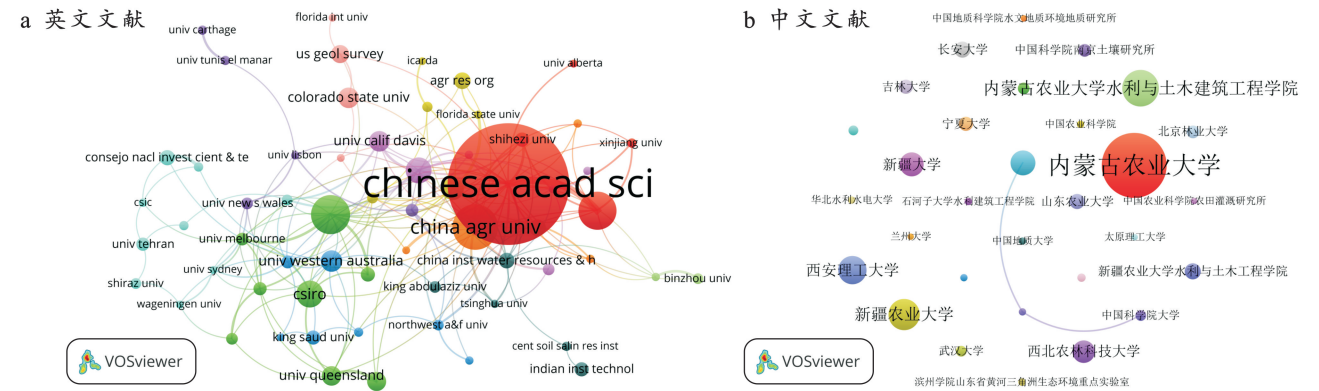 a 英文文献
florida int univ
univ carthage
us geol survey
univ tunis el manar
icarda
univ alberta
agr res org
colorado state univ
florida state univ
univ calif davis
shihezi univ
xinjiang univ
consejo nacl invest cient & te
univ lisbon
chinese acad sci
csic
univ new s wales
china agr univ
univ tehran
univ melbourne
univ western australia
china inst water resources & h
univ sydney
shiraz univ
king abdulaziz univ
binzhou univ
wageningen univ
csiro
tsinghua univ
northwest a&f univ
king saud univ
cent soil salin res inst
indian inst technol
univ queensland
VOSviewer
b 中文文献
中国地质科学院水文地质环境地质研究所
长安大学
中国科学院南京土壤研究所
吉林大学
内蒙古农业大学水利与土木建筑工程学院
宁夏大学
中国农业科学院
北京林业大学
新疆大学
内蒙古农业大学
华北水利水电大学
石河子大学水利建筑工程学院
山东农业大学
中国农业科学院农田灌溉研究所
兰州大学
中国地质大学
太原理工大学
西安理工大学
新疆农业大学水利与土木工程学院
新疆农业大学
中国科学院大学
武汉大学
西北农林科技大学
VOSviewer
滨州学院山东省黄河三角洲生态环境重点实验室